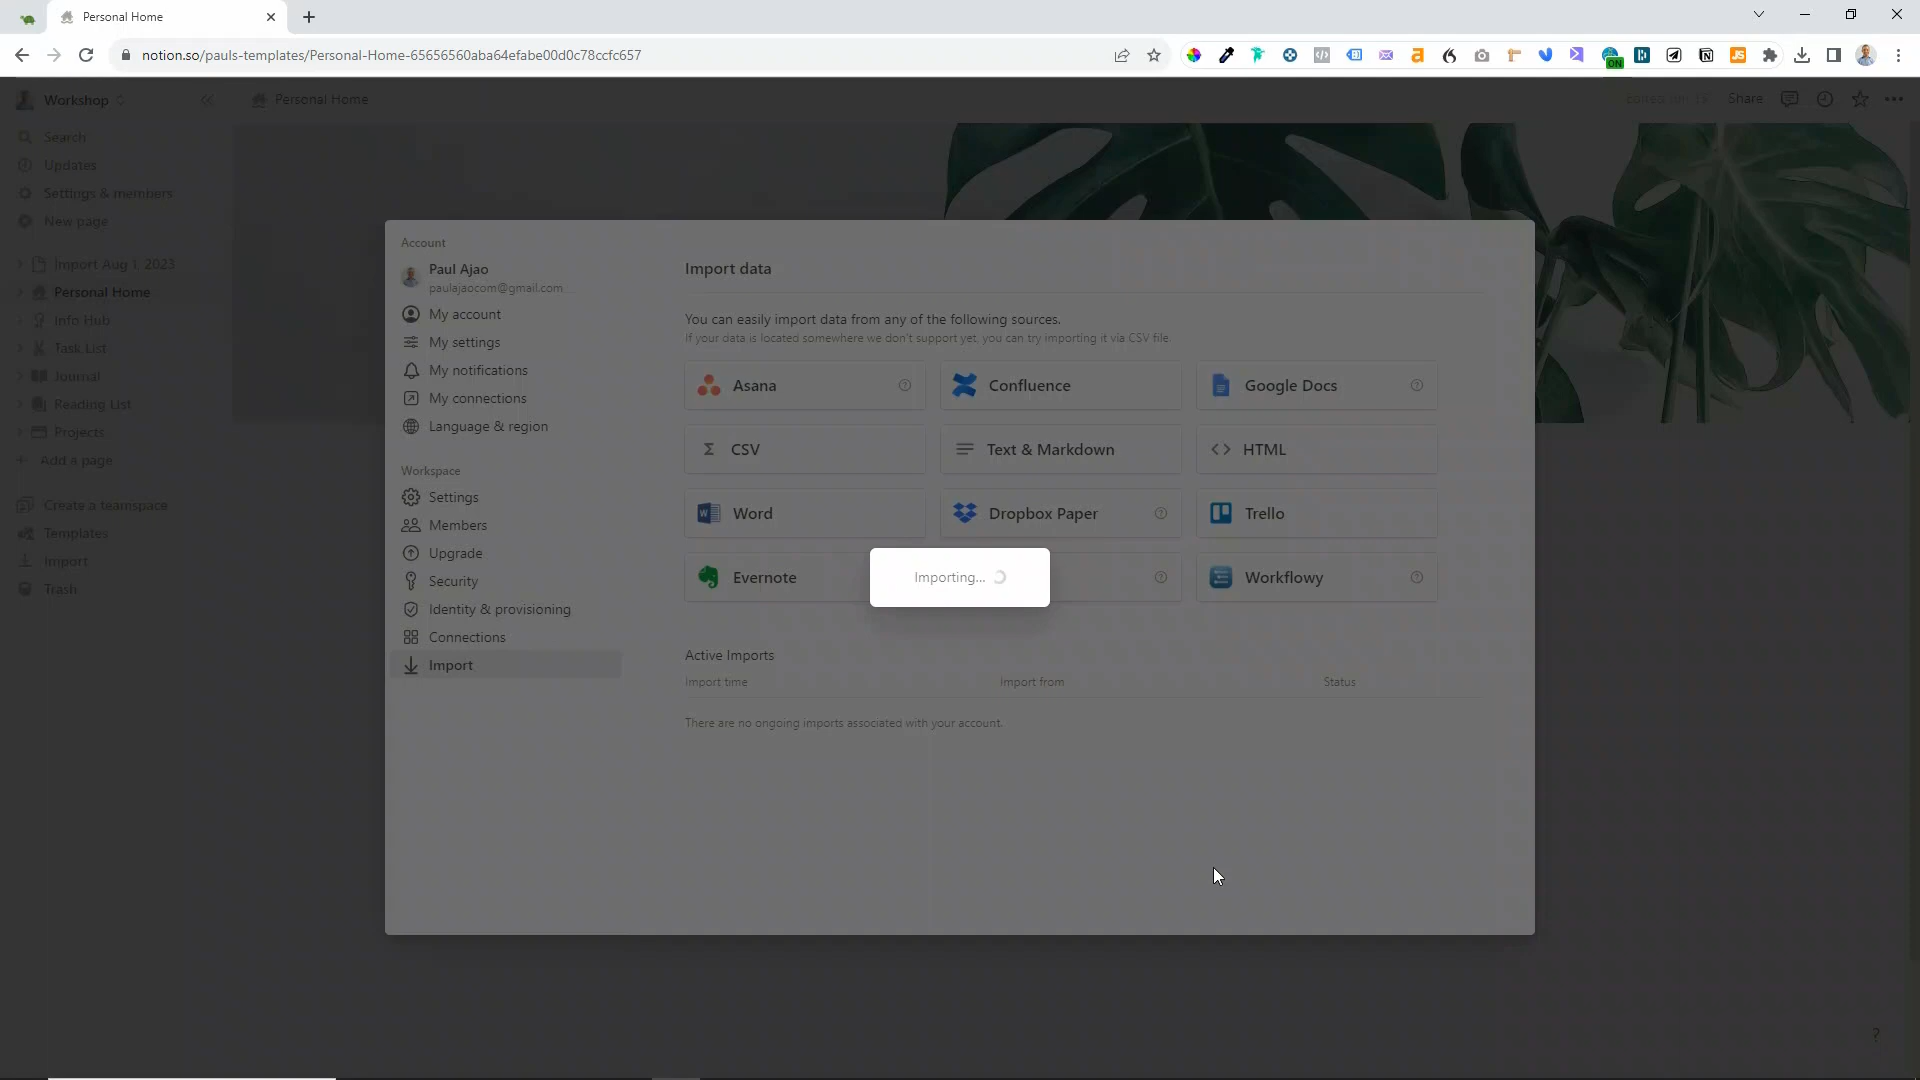 Personal Home
notion.so/pauls-templates/Personal-Home-65656560aba64efabe00d0c78ccfc657
ON
JS
Workshop
Personal Home
Edited Jun 15
Share
Search
Updates
Settings & members
New page
Import Aug 1, 2023
Personal Home
Info Hub
Task List
Journal
Reading List
Projects
Add a page
Create a teamspace
Templates
Import
Trash
Account
Paul Ajao
paulajaocom@gmail.com
My account
My settings
My notifications
My connections
Language & region
Workspace
Settings
Members
Upgrade
Security
Identity & provisioning
Connections
Import
Import data
You can easily import data from any of the following sources.
If your data is located somewhere we don't support yet, you can try importing it via CSV file.
Asana
Confluence
Google Docs
CSV
Text & Markdown
HTML
Word
Dropbox Paper
Trello
Evernote
Workflowy
Importing...
Active Imports
Import time
Import from
Status
There are no ongoing imports associated with your account.
?